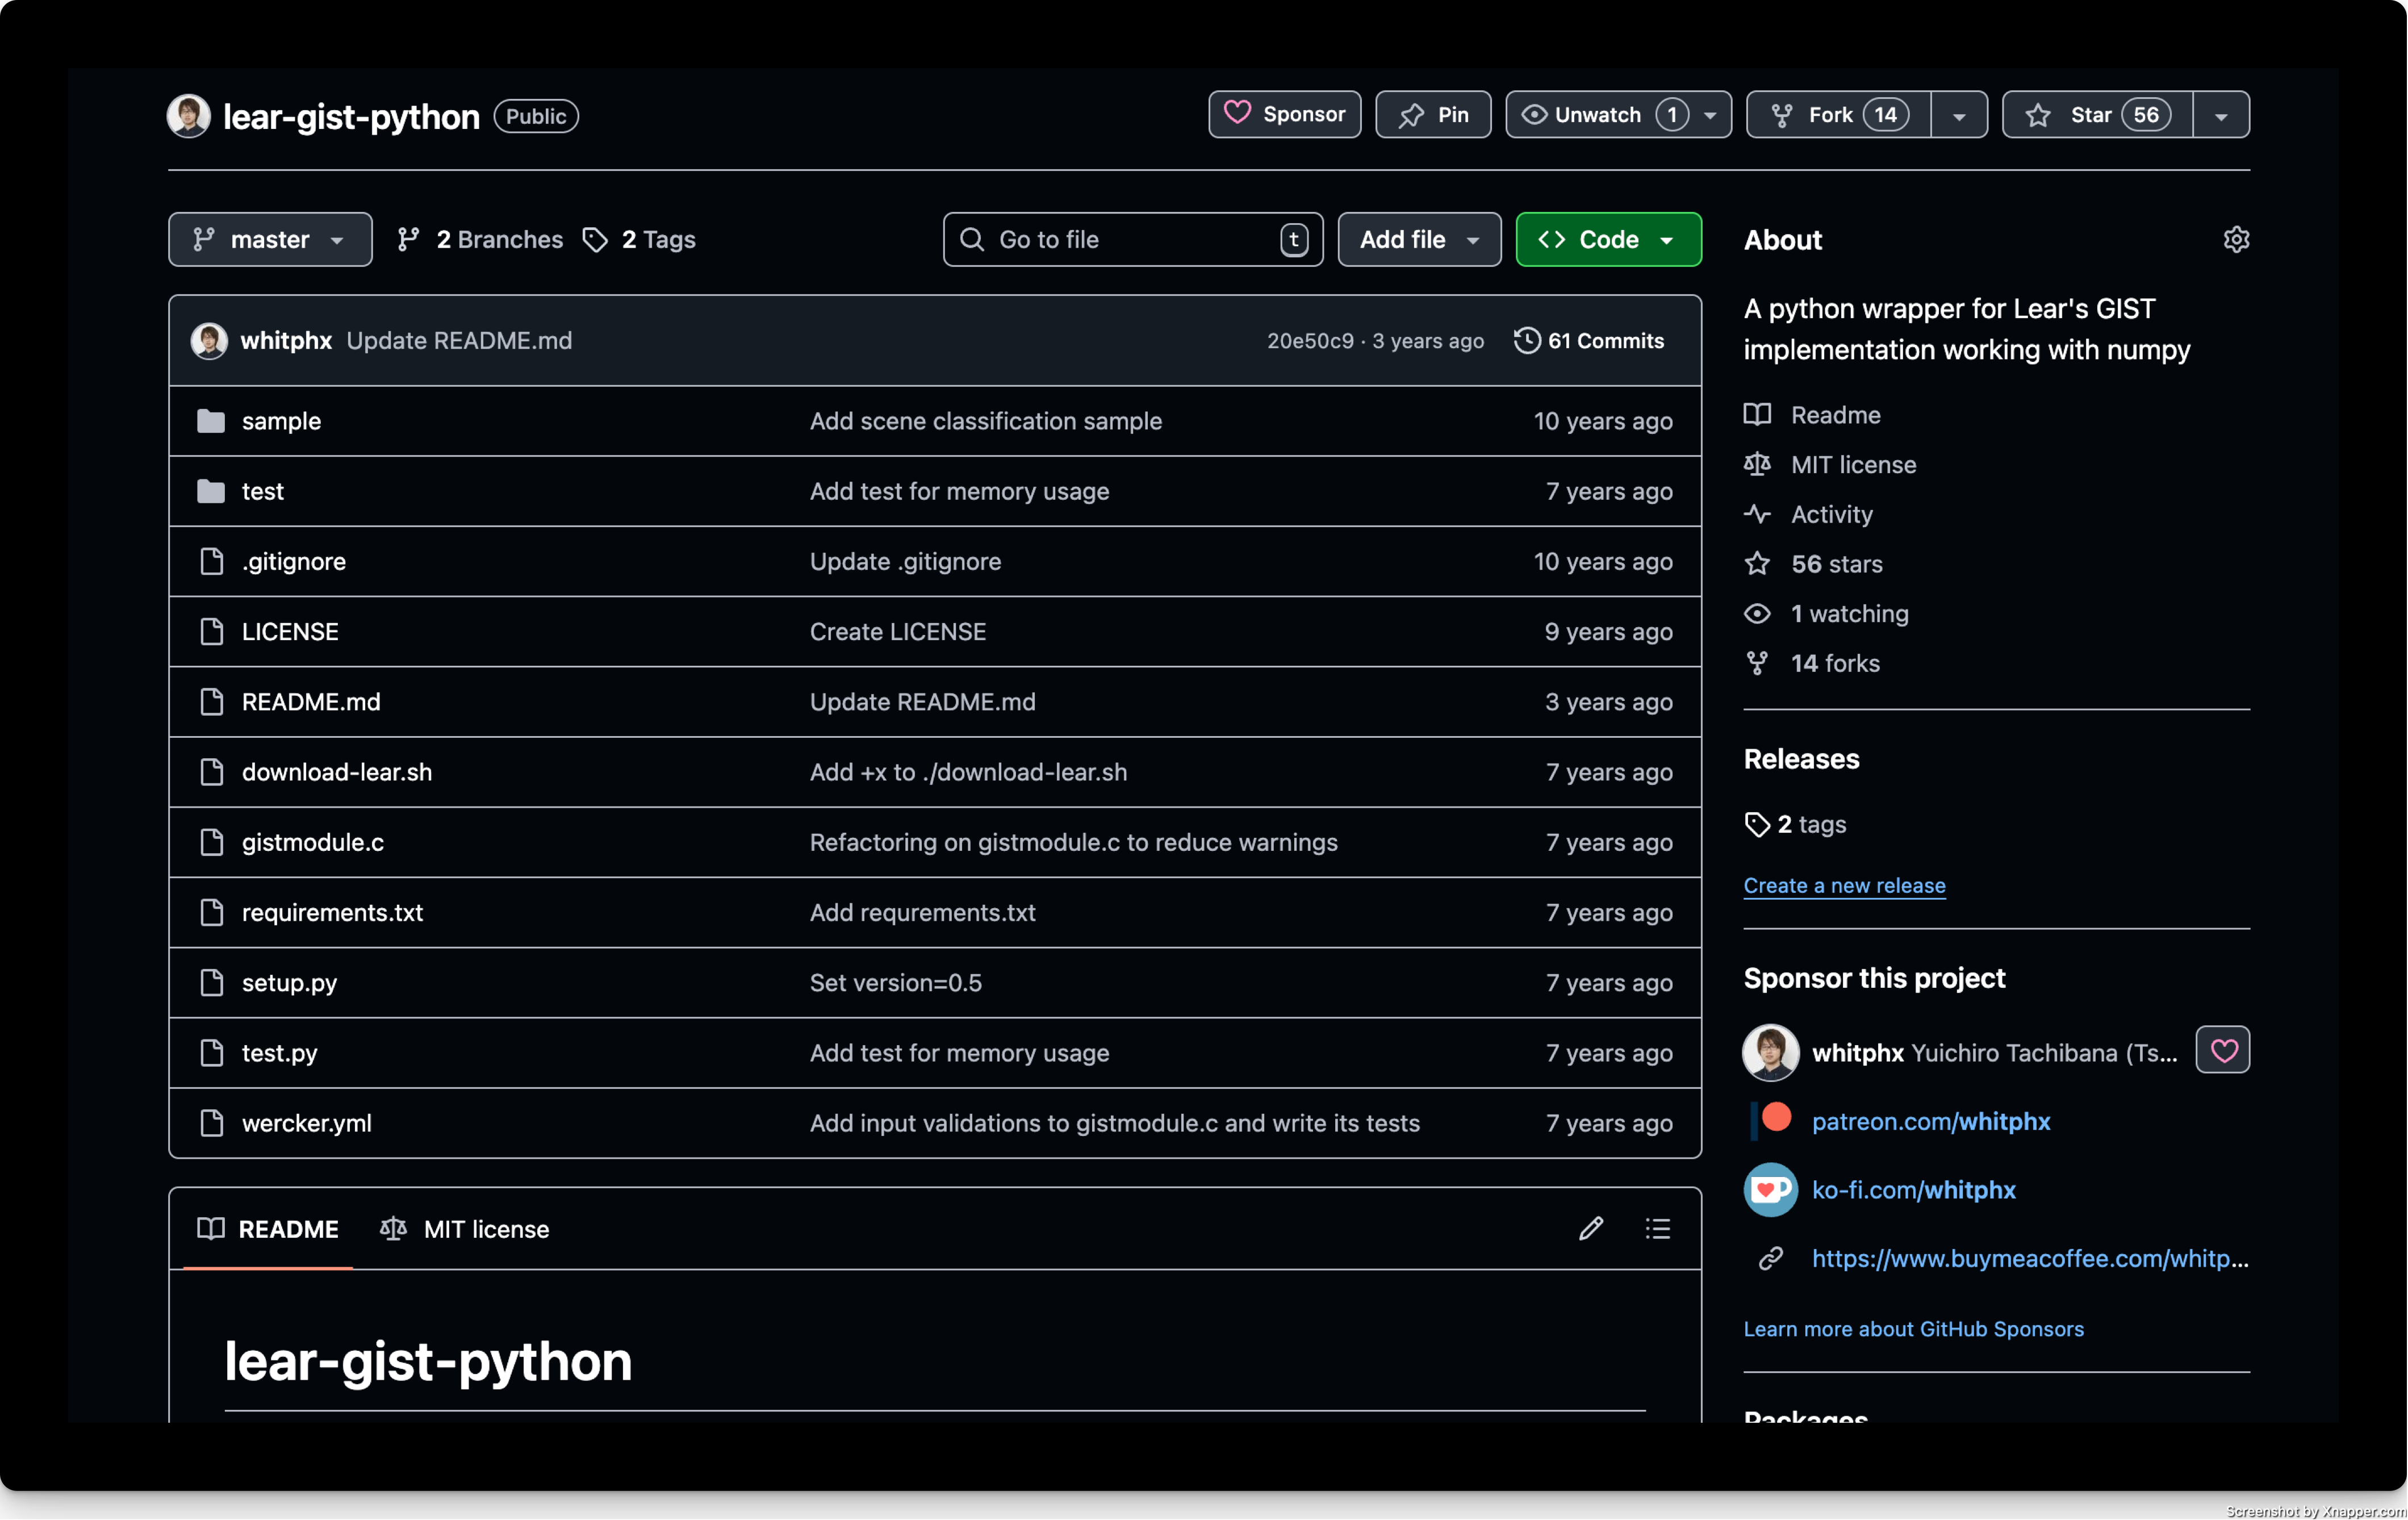 lear-gist-python Public Sponsor Pin Unwatch 1 Fork 14 Star 56
master 2 Branches 2 Tags Go to file t Add file Code
whitphx Update README.md 20e50c9 · 3 years ago 61 Commits
sample Add scene classification sample 10 years ago
test Add test for memory usage 7 years ago
.gitignore Update .gitignore 10 years ago
LICENSE Create LICENSE 9 years ago
README.md Update README.md 3 years ago
download-lear.sh Add +x to ./download-lear.sh 7 years ago
gistmodule.c Refactoring on gistmodule.c to reduce warnings 7 years ago
requirements.txt Add requrements.txt 7 years ago
setup.py Set version=0.5 7 years ago
test.py Add test for memory usage 7 years ago
wercker.yml Add input validations to gistmodule.c and write its tests 7 years ago
README MIT license
lear-gist-python
About
A python wrapper for Lear's GIST
implementation working with numpy
Readme
MIT license
Activity
56 stars
1 watching
14 forks
Releases
2 tags
Create a new release
Sponsor this project
whitphx Yuichiro Tachibana (Ts...
patreon.com/whitphx
ko-fi.com/whitphx
https://www.buymeacoffee.com/whitp...
Learn more about GitHub Sponsors
Packages
Screenshot by Xnapper.com